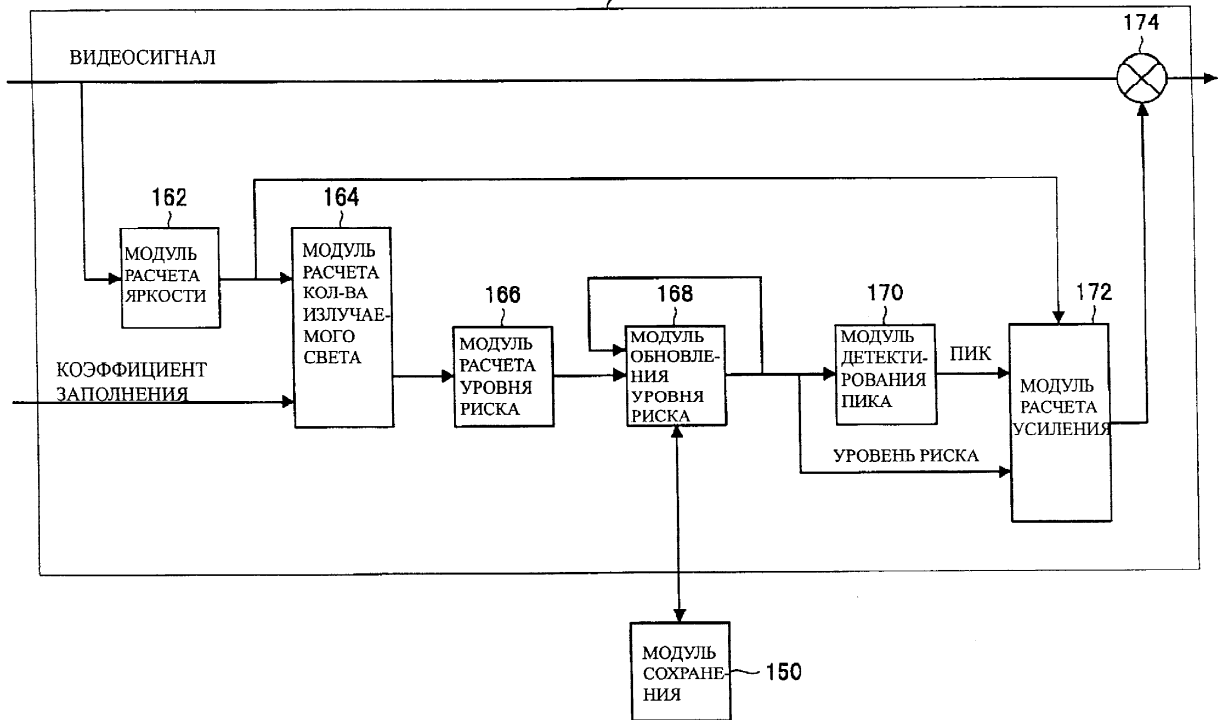 174
ВИДЕОСИГНАЛ
162
164
МОДУЛЬ
РАСЧЕТА
ЯРКОСТИ
МОДУЛЬ
РАСЧЕТА
КОЛ-ВА
ИЗЛУЧАЕ-
МОГО
СВЕТА
166
168
170
172
МОДУЛЬ
РАСЧЕТА
УРОВНЯ
РИСКА
МОДУЛЬ
ОБНОВЛЕ-
НИЯ
УРОВНЯ
РИСКА
МОДУЛЬ
ДЕТЕКТИ-
РОВАНИЯ
ПИКА
ПИК
МОДУЛЬ
РАСЧЕТА
УСИЛЕНИЯ
КОЭФФИЦИЕНТ
ЗАПОЛНЕНИЯ
УРОВЕНЬ РИСКА
МОДУЛЬ
СОХРАНЕ-
НИЯ
150